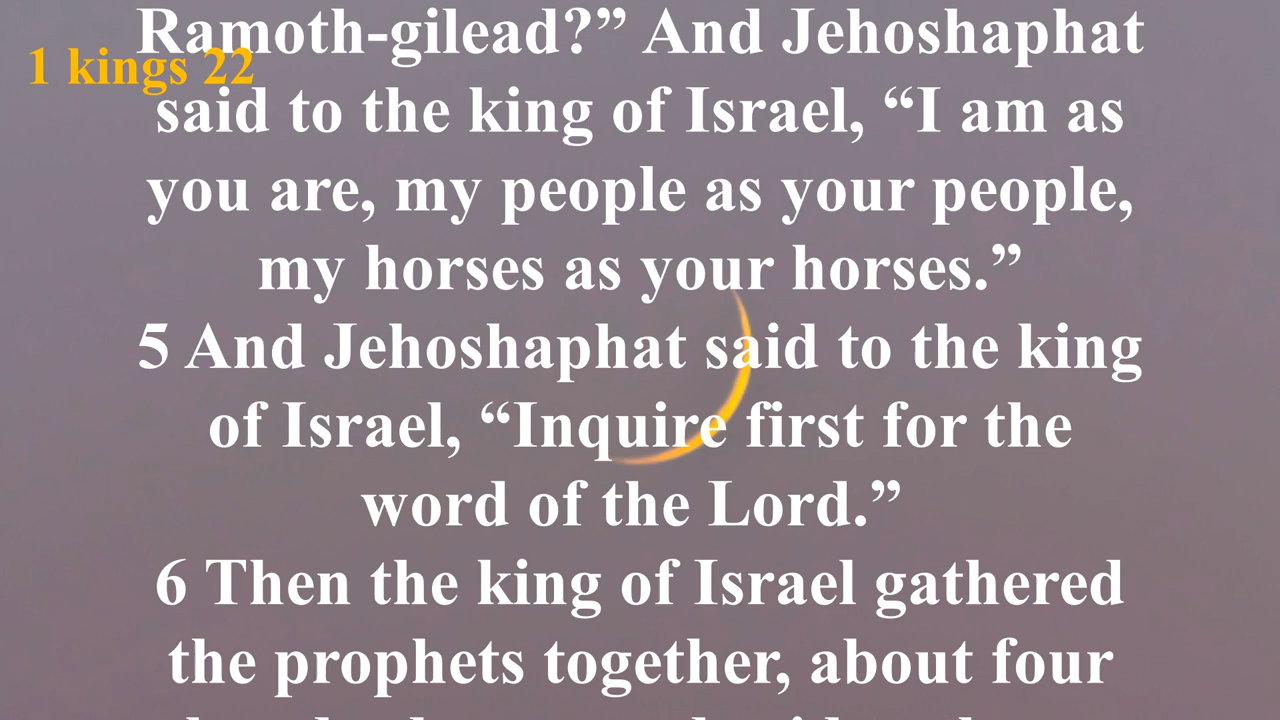 Ramoth-gilead?” And Jehoshaphat
1 kings 22
said to the king of Israel, “I am as
you are, my people as your people,
my horses as your horses.”
5 And Jehoshaphat said to the king
of Israel, “Inquire first for the
word of the Lord.”
6 Then the king of Israel gathered
the prophets together, about four